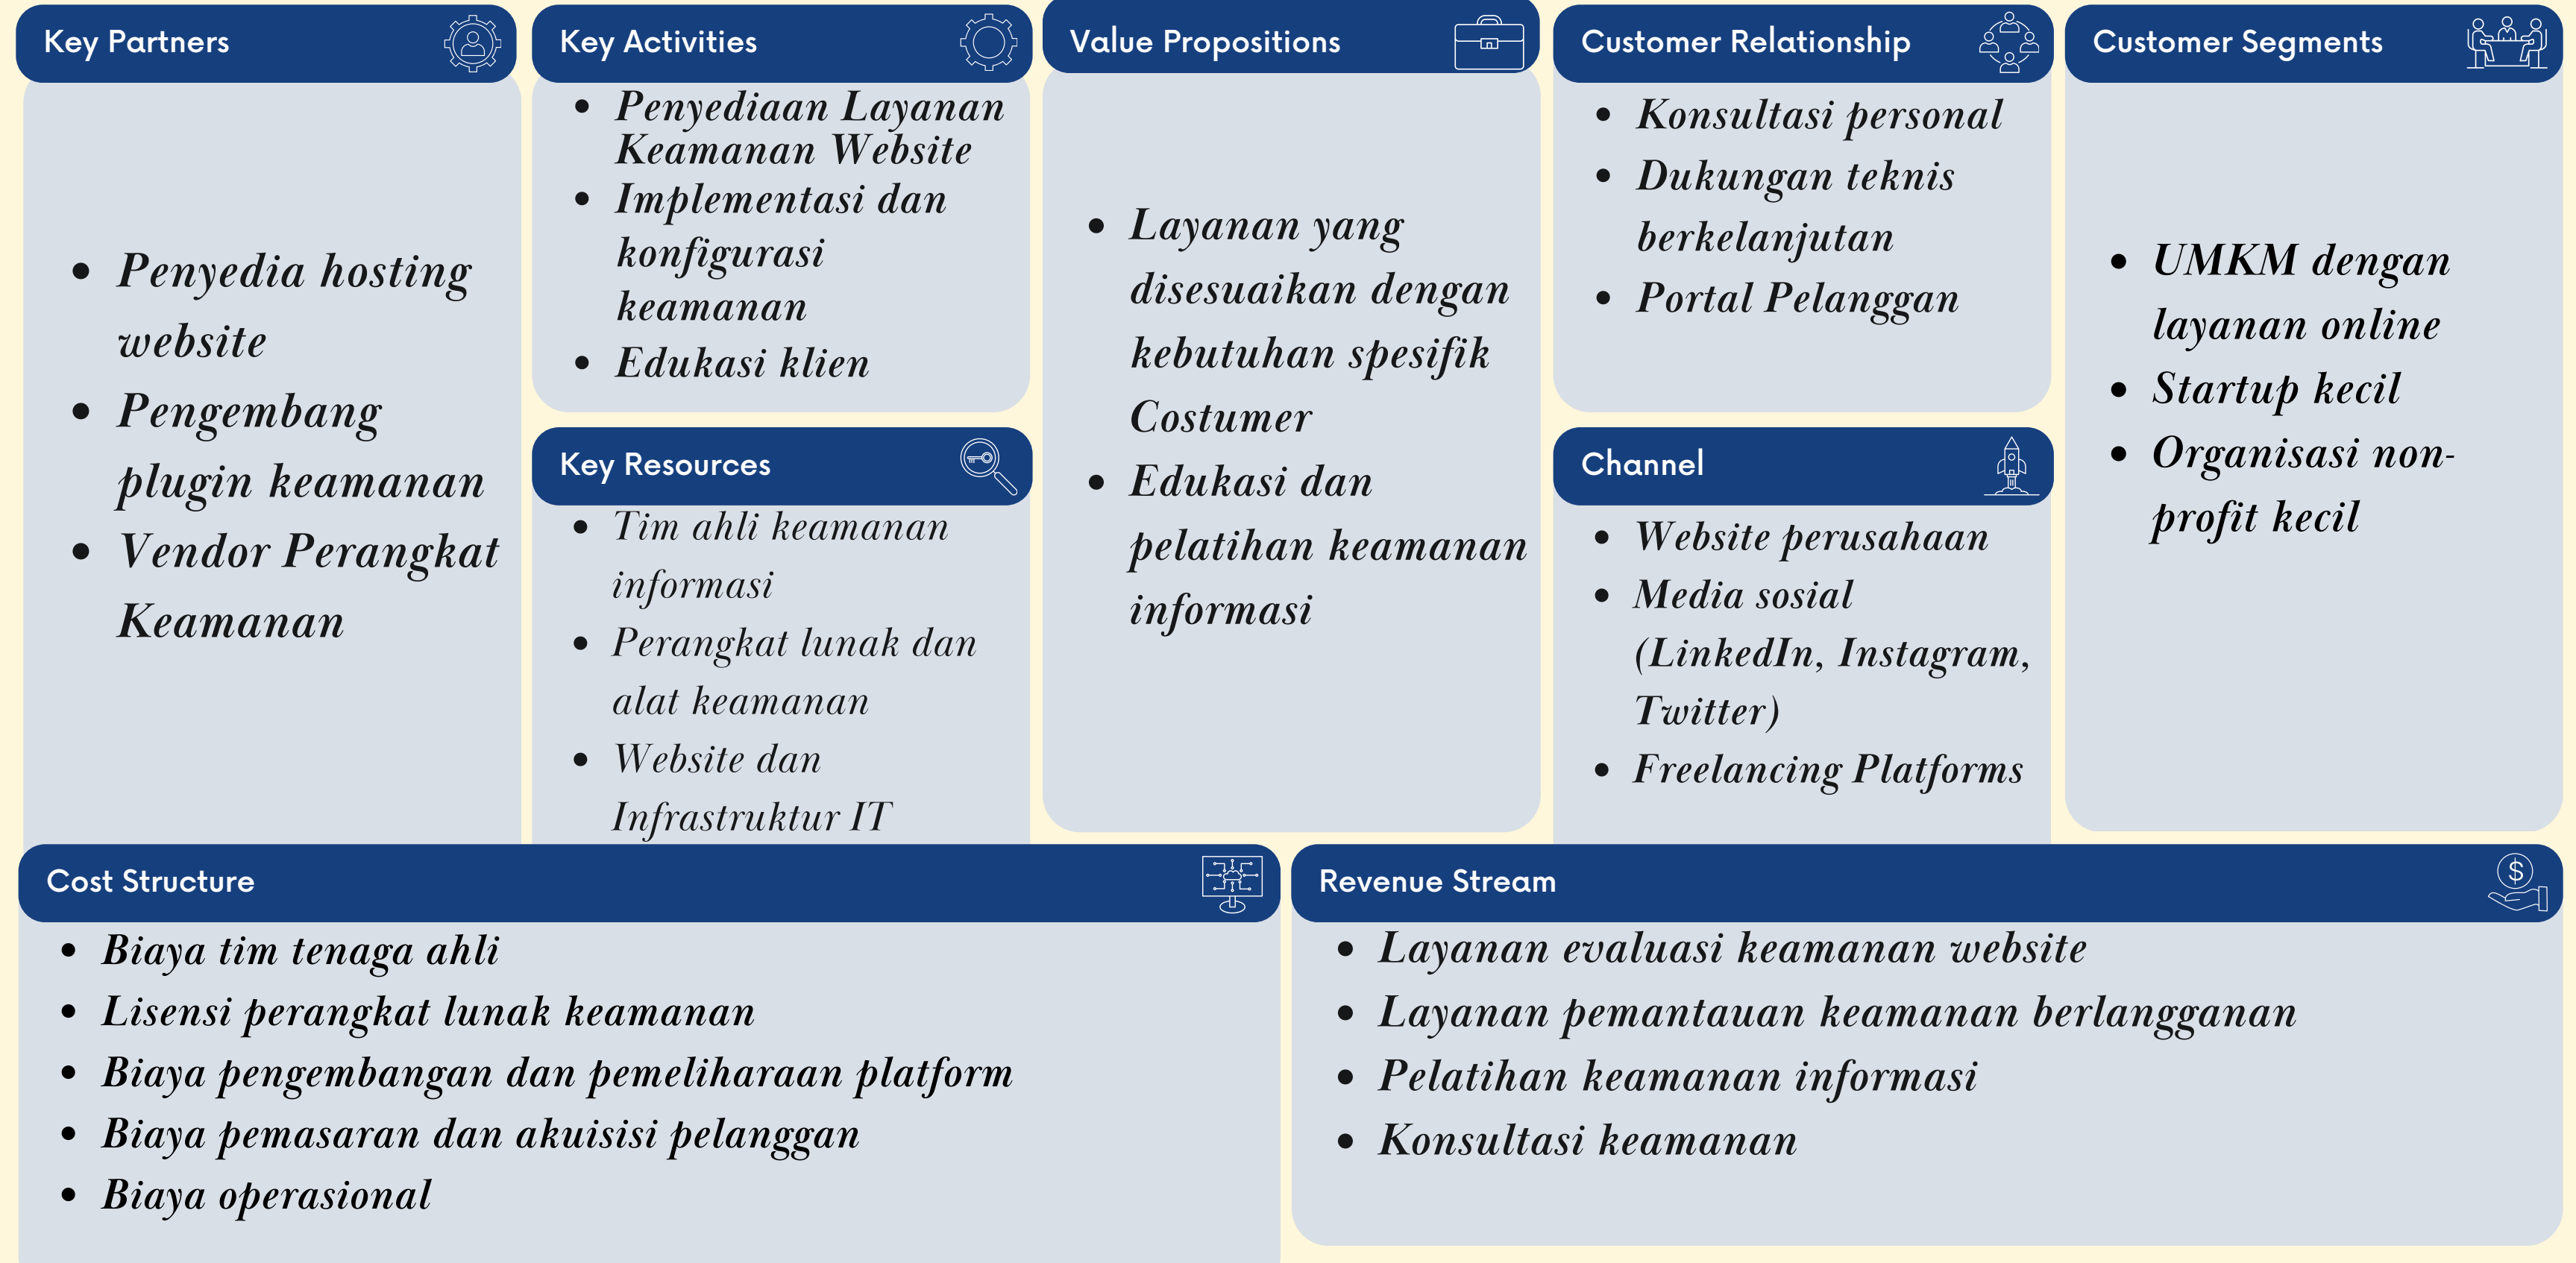 Key Partners
• Penyedia hosting
website
• Pengembang
plugin keamanan
• Vendor Perangkat
Keamanan
Key Activities
• Penyediaan Layanan
Keamanan Website
• Implementasi dan
konfigurasi
keamanan
• Edukasi klien
Key Resources
• Tim ahli keamanan
informasi
• Perangkat lunak dan
alat keamanan
• Website dan
Infrastruktur IT
Value Propositions
• Layanan yang
disesuaikan dengan
kebutuhan spesifik
Costumer
• Edukasi dan
pelatihan keamanan
informasi
Customer Relationship
• Konsultasi personal
• Dukungan teknis
berkelanjutan
• Portal Pelanggan
Channel
• Website perusahaan
• Media sosial
(LinkedIn, Instagram,
Twitter)
• Freelancing Platforms
Customer Segments
• UMKM dengan
layanan online
• Startup kecil
• Organisasi non-
profit kecil
Cost Structure
• Biaya tim tenaga ahli
• Lisensi perangkat lunak keamanan
• Biaya pengembangan dan pemeliharaan platform
• Biaya pemasaran dan akuisisi pelanggan
• Biaya operasional
Revenue Stream
$
• Layanan evaluasi keamanan website
• Layanan pemantauan keamanan berlangganan
• Pelatihan keamanan informasi
• Konsultasi keamanan